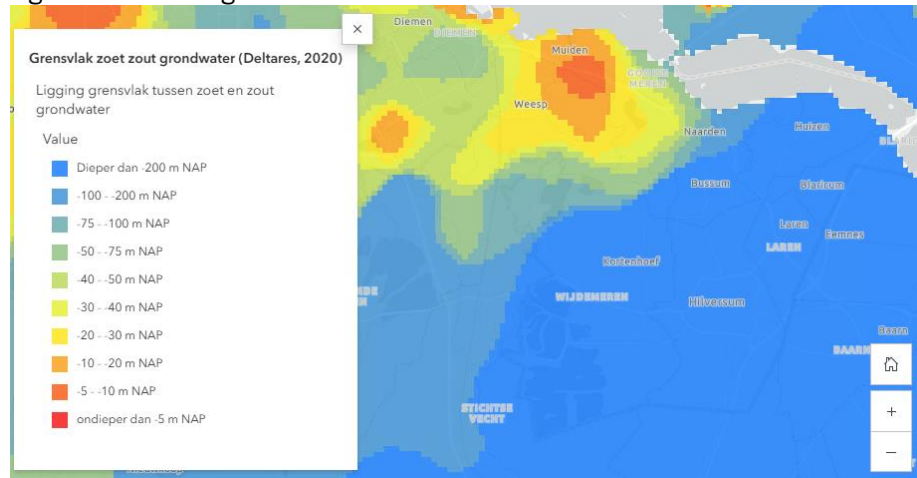 Diemen
DIEMEN
×
Grensvlak zoet zout grondwater (Deltares, 2020)
Muiden
Ligging grensvlak tussen zoet en zout
grondwater
GOOISE
MEREN
Weesp
Value
Naarden
Huizen
Dieper dan -200 m NAP
-100 - -200 m NAP
Bussum
Blaricum
-75 - -100 m NAP
-50 - -75 m NAP
Laren
Eemnes
LAREN
-40 - -50 m NAP
Kortenhoef
-30 - -40 m NAP
WIJDEMEREN
Hilversum
-20 - -30 m NAP
Baarn
-10 - -20 m NAP
BAARN
-5 - -10 m NAP
STICHTSE
VECHT
ondieper dan -5 m NAP
+
−